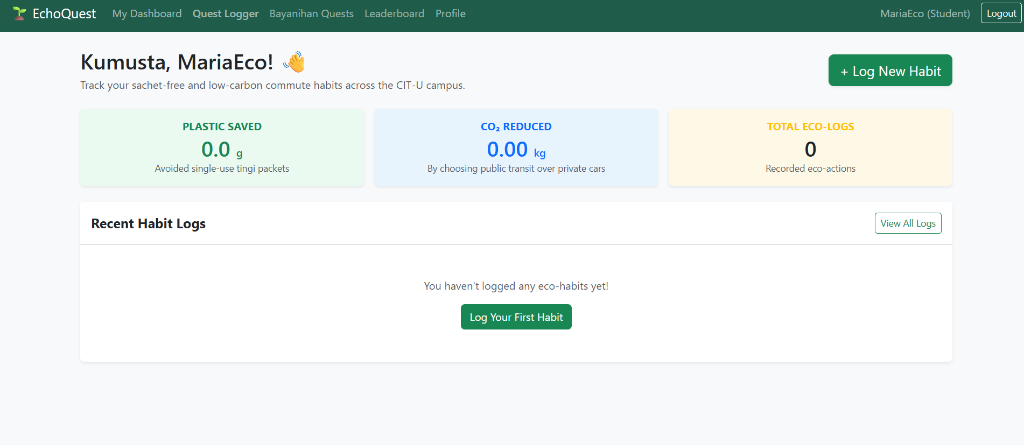 EchoQuest My Dashboard Quest Logger Bayanihan Quests Leaderboard Profile MariaEco (Student) Logout
Kumusta, MariaEco! 👋
+ Log New Habit
Track your sachet-free and low-carbon commute habits across the CIT-U campus.
PLASTIC SAVED
0.0 g
Avoided single-use tingi packets
CO₂ REDUCED
0.00 kg
By choosing public transit over private cars
TOTAL ECO-LOGS
0
Recorded eco-actions
Recent Habit Logs
View All Logs
You haven't logged any eco-habits yet!
Log Your First Habit